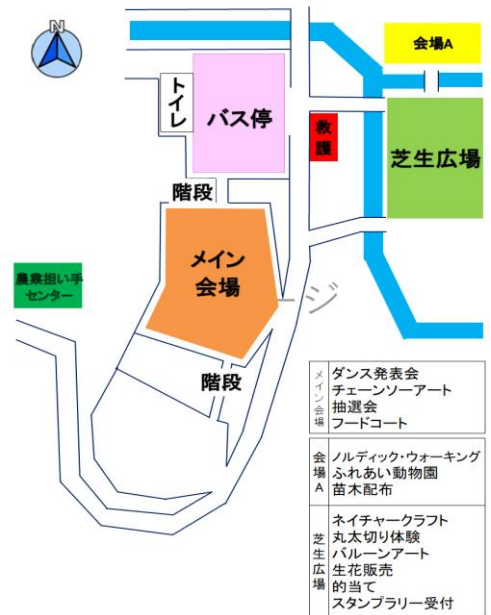 N
会場A
トイレ
バス停
救護
芝生広場
階段
メイン
会場
ージ
農業担い手
センター
階段
メイン会場
ダンス発表会
チェーンソーアート
抽選会
フードコート
会場A
ノルディック・ウォーキング
ふれあい動物園
苗木配布
芝生広場
ネイチャークラフト
丸太切り体験
バルーンアート
生花販売
的当て
スタンプラリー受付